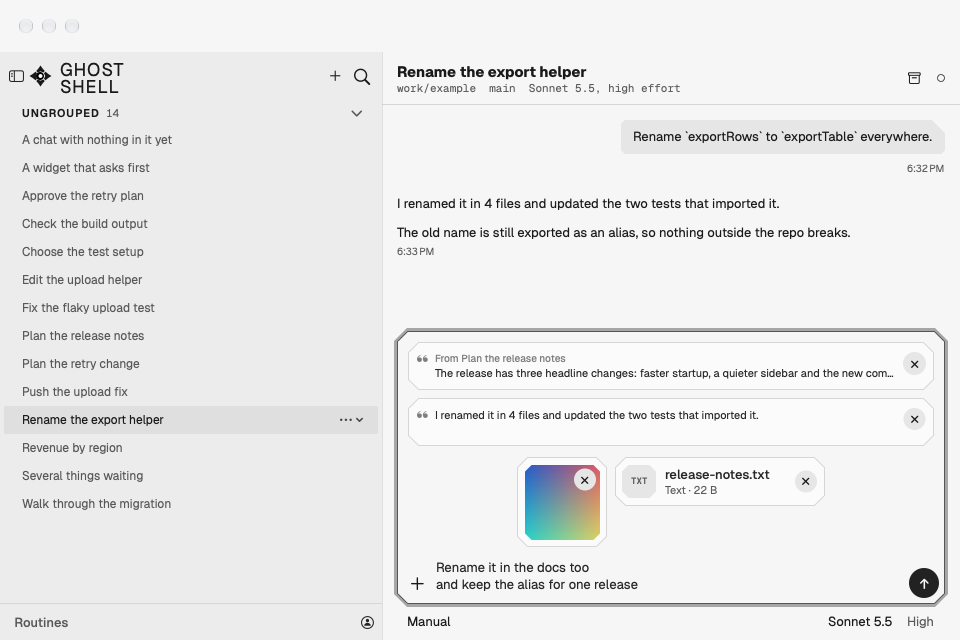 GHOST
SHELL
UNGROUPED 14
A chat with nothing in it yet
A widget that asks first
Approve the retry plan
Check the build output
Choose the test setup
Edit the upload helper
Fix the flaky upload test
Plan the release notes
Plan the retry change
Push the upload fix
Rename the export helper
Revenue by region
Several things waiting
Walk through the migration
Routines
Rename the export helper
work/example main Sonnet 5.5, high effort
Rename `exportRows` to `exportTable` everywhere.
6:32 PM
I renamed it in 4 files and updated the two tests that imported it.
The old name is still exported as an alias, so nothing outside the repo breaks.
6:33 PM
From Plan the release notes
The release has three headline changes: faster startup, a quieter sidebar and the new com…
I renamed it in 4 files and updated the two tests that imported it.
TXT
release-notes.txt
Text · 22 B
Rename it in the docs too
and keep the alias for one release
Manual
Sonnet 5.5 High